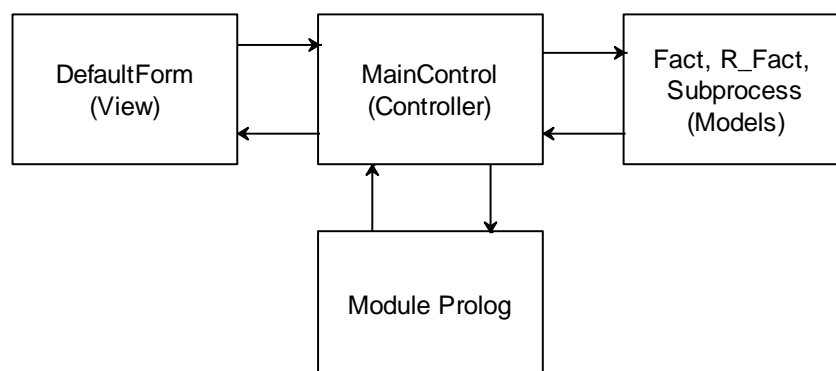 DefaultForm
(View)
MainControl
(Controller)
Fact, R_Fact,
Subprocess
(Models)
Module Prolog